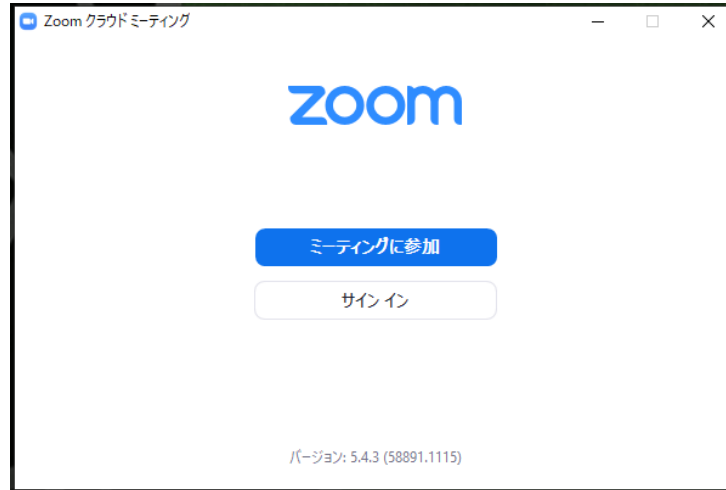 Zoom クラウド ミーティング
zoom
ミーティングに参加
サイン イン
バージョン: 5.4.3 (58891.1115)